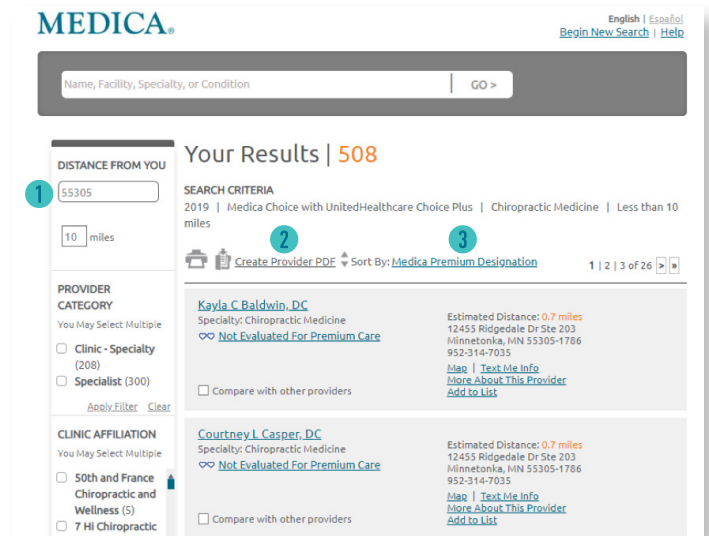 MEDICA®
English | Español
Begin New Search | Help
Name, Facility, Specialty, or Condition
GO >
DISTANCE FROM YOU
1
55305
10 miles
PROVIDER
CATEGORY
You May Select Multiple
Clinic - Specialty
(208)
Specialist (300)
Apply Filter Clear
CLINIC AFFILIATION
You May Select Multiple
50th and France
Chiropractic and
Wellness (5)
7 Hi Chiropractic
Your Results | 508
SEARCH CRITERIA
2019 | Medica Choice with UnitedHealthcare Choice Plus | Chiropractic Medicine | Less than 10
miles
2
3
Create Provider PDF Sort By: Medica Premium Designation
1 | 2 | 3 of 26 > »
Kayla C Baldwin, DC
Specialty: Chiropractic Medicine
Not Evaluated For Premium Care
Compare with other providers
Estimated Distance: 0.7 miles
12455 Ridgedale Dr Ste 203
Minnetonka, MN 55305-1786
952-314-7035
Map | Text Me Info
More About This Provider
Add to List
Courtney L Casper, DC
Specialty: Chiropractic Medicine
Not Evaluated For Premium Care
Compare with other providers
Estimated Distance: 0.7 miles
12455 Ridgedale Dr Ste 203
Minnetonka, MN 55305-1786
952-314-7035
Map | Text Me Info
More About This Provider
Add to List